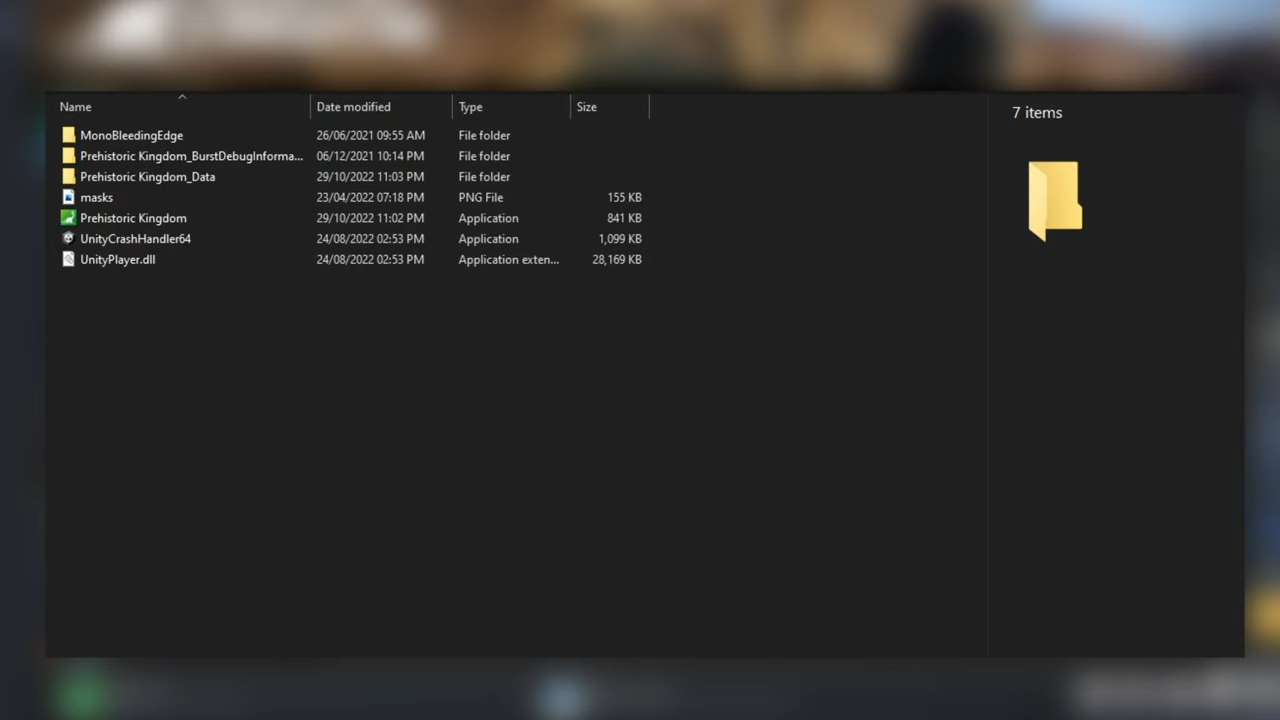 Name Date modified Type Size
7 items
MonoBleedingEdge 26/06/2021 09:55 AM File folder
Prehistoric Kingdom_BurstDebugInforma... 06/12/2021 10:14 PM File folder
Prehistoric Kingdom_Data 29/10/2022 11:03 PM File folder
masks 23/04/2022 07:18 PM PNG File 155 KB
Prehistoric Kingdom 29/10/2022 11:02 PM Application 841 KB
UnityCrashHandler64 24/08/2022 02:53 PM Application 1,099 KB
UnityPlayer.dll 24/08/2022 02:53 PM Application exten... 28,169 KB